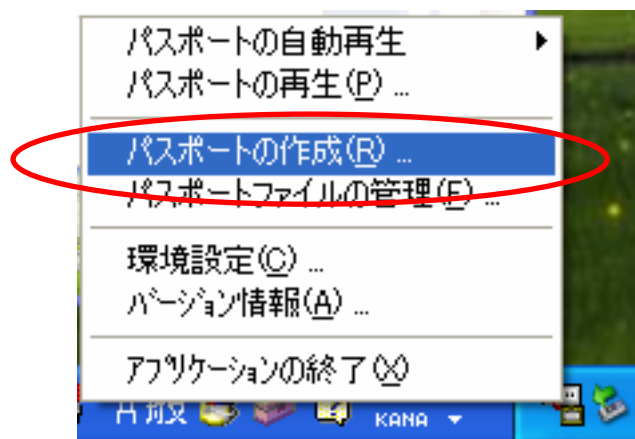 パスポートの自動再生
パスポートの再生(P) ...
パスポートの作成(R) ...
パスポートファイルの管理(F) ...
環境設定(C) ...
バージョン情報(A) ...
アプリケーションの終了(X)
般
KANA